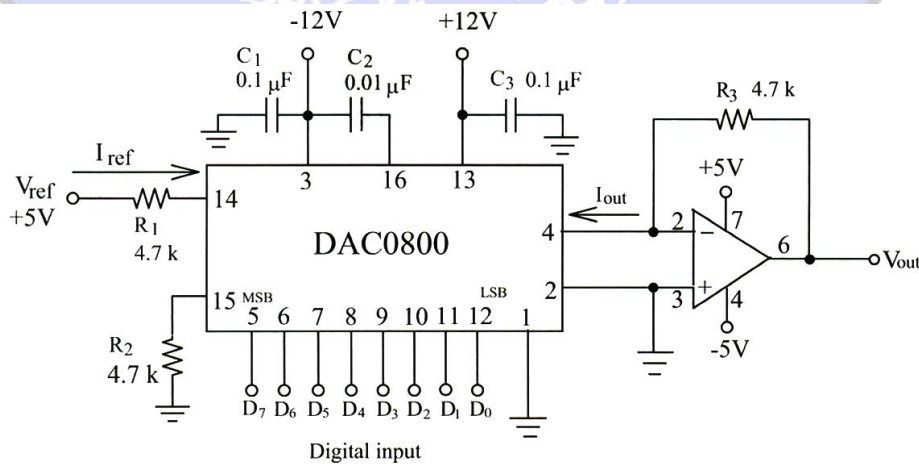 -12V +12V
C1 0.1 μF
C2 0.01 μF
C3 0.1 μF
R3 4.7 k
Iref
Vref +5V
R1 4.7 k
3 16 13
14
DAC0800
Iout
4
2
+5V
2 − 7
6
Vout
3 + 4
-5V
15 MSB LSB
5 6 7 8 9 10 11 12 1
R2 4.7 k
D7 D6 D5 D4 D3 D2 D1 D0
Digital input